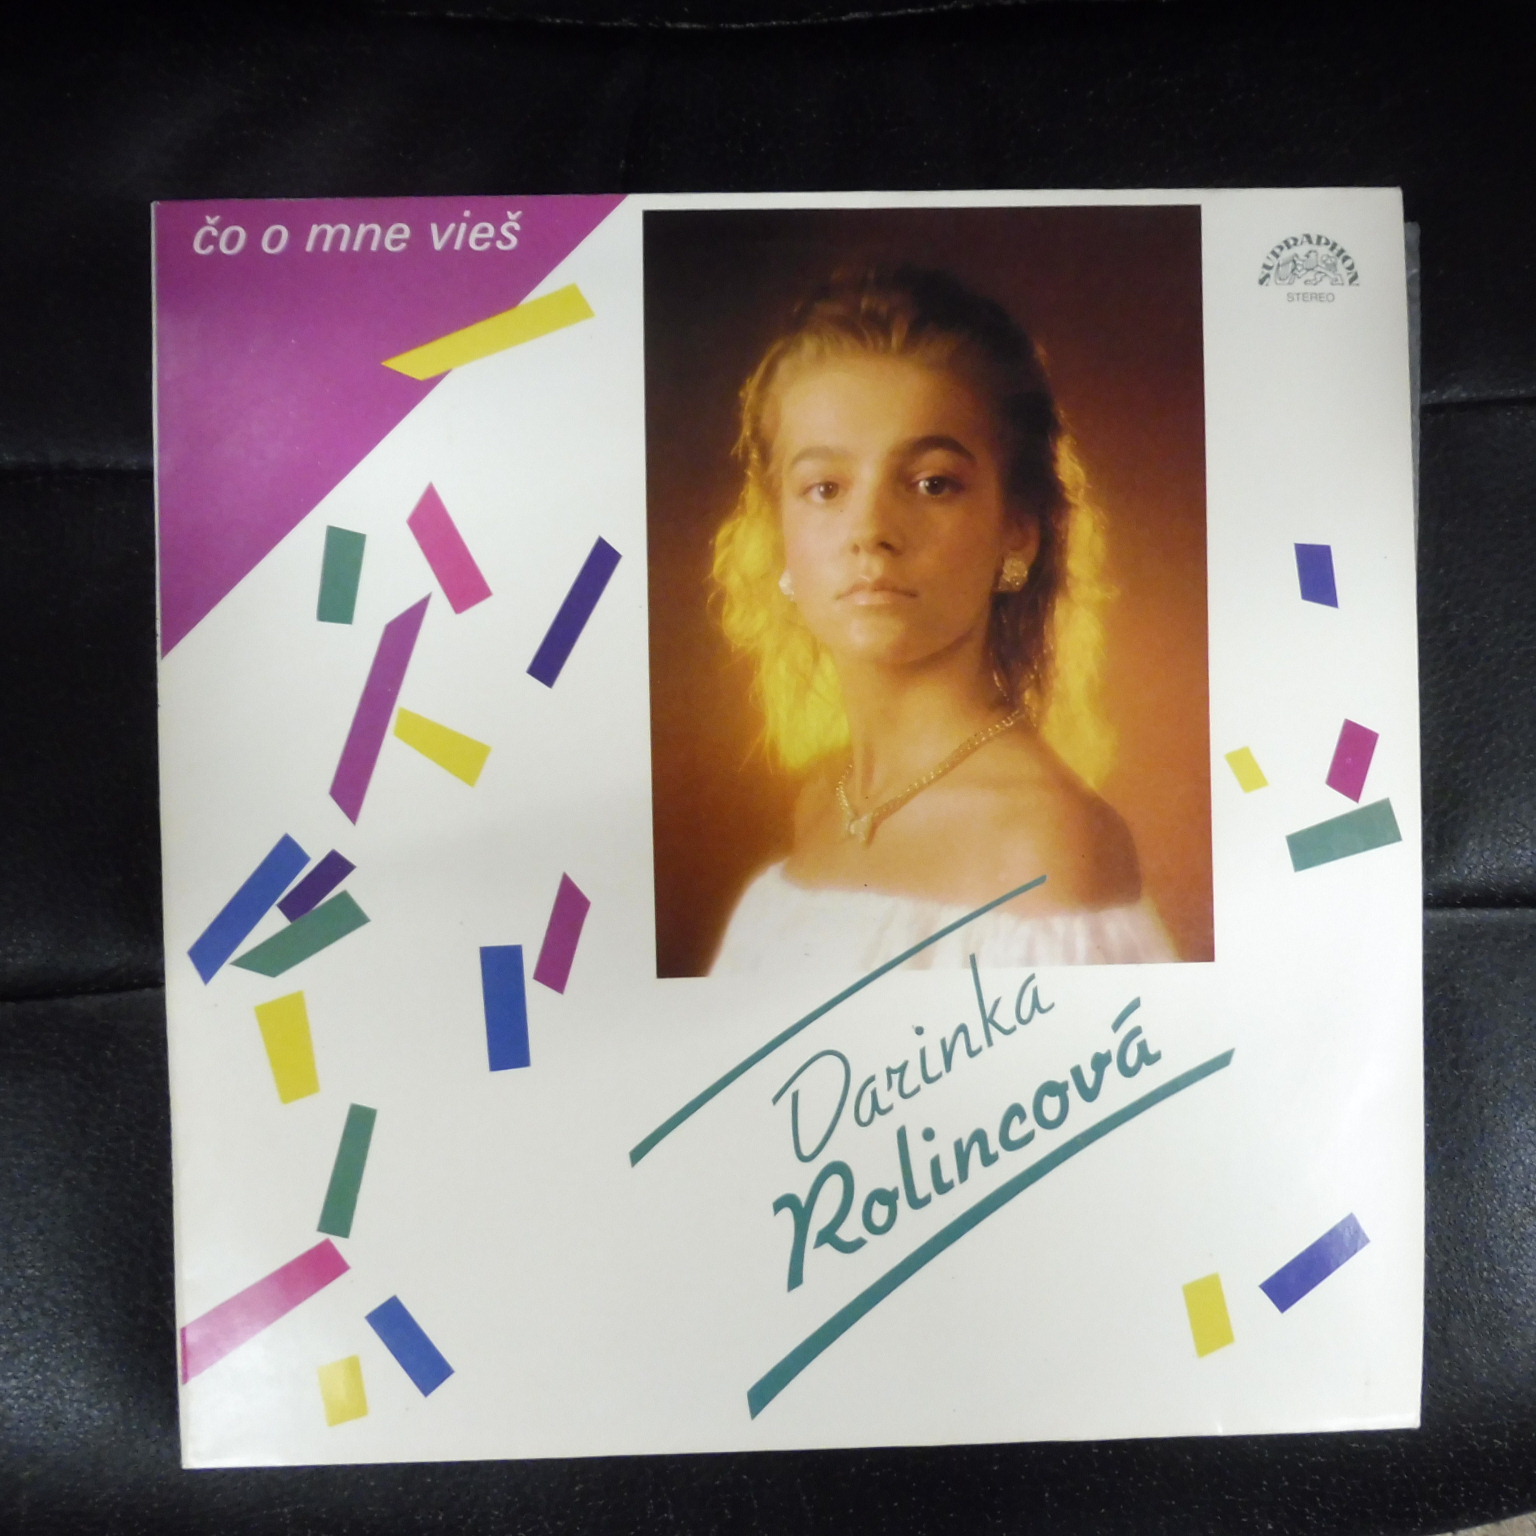 čo o mne vieš
SUPRAPHON
STEREO
Darinka
Rolincová